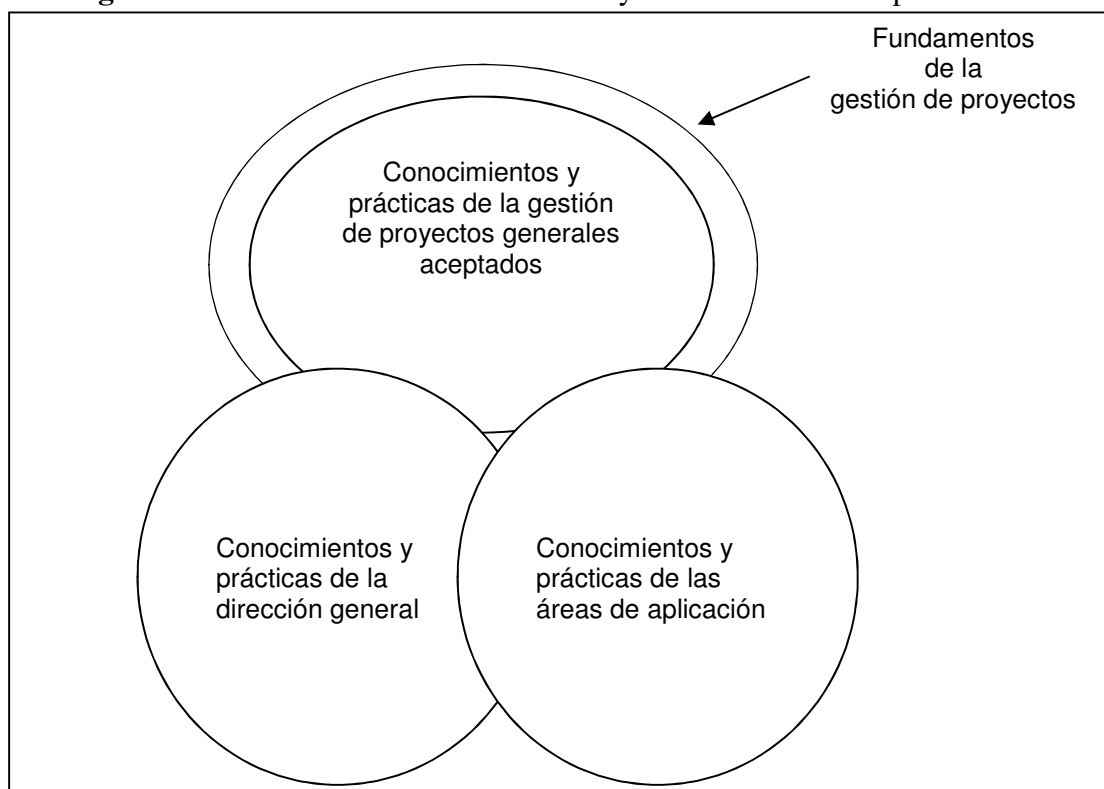 Fundamentos
de la
gestión de proyectos
Conocimientos y
prácticas de la gestión
de proyectos generales
aceptados
Conocimientos y
prácticas de la
dirección general
Conocimientos y
prácticas de las
áreas de aplicación